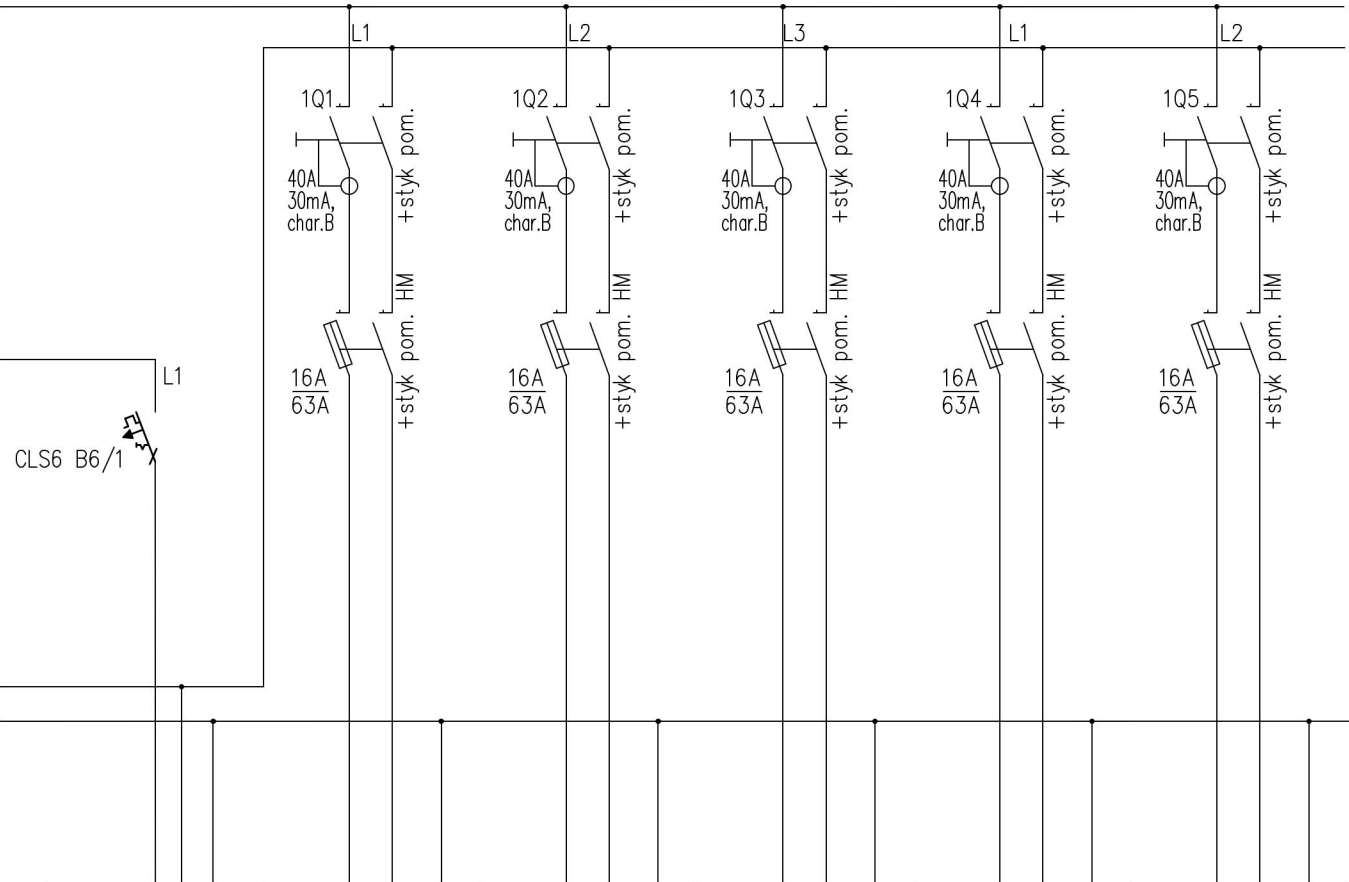 L1
L2
L3
L1
L2
1Q1
1Q2
1Q3
1Q4
1Q5
40A
30mA,
char.B
+styk pom.
40A
30mA,
char.B
+styk pom.
40A
30mA,
char.B
+styk pom.
40A
30mA,
char.B
+styk pom.
40A
30mA,
char.B
+styk pom.
16A
63A
+styk pom. HM
16A
63A
+styk pom. HM
16A
63A
+styk pom. HM
16A
63A
+styk pom. HM
16A
63A
+styk pom. HM
L1
CLS6 B6/1